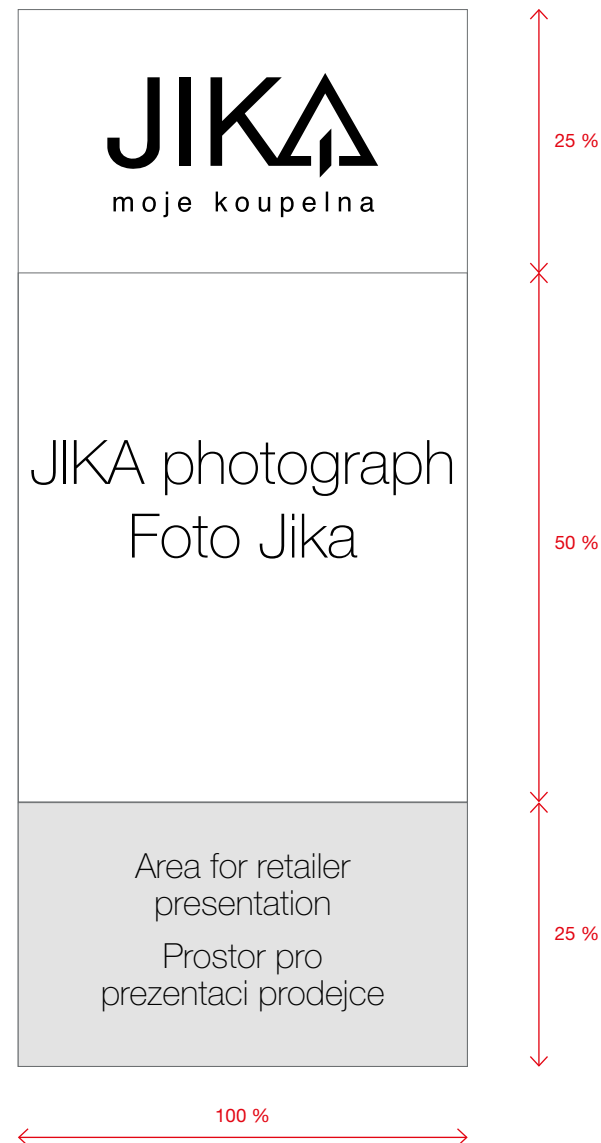 JIKA
moje koupelna
25 %
JIKA photograph
Foto Jika
50 %
Area for retailer
presentation
Prostor pro
prezentaci prodejce
25 %
100 %